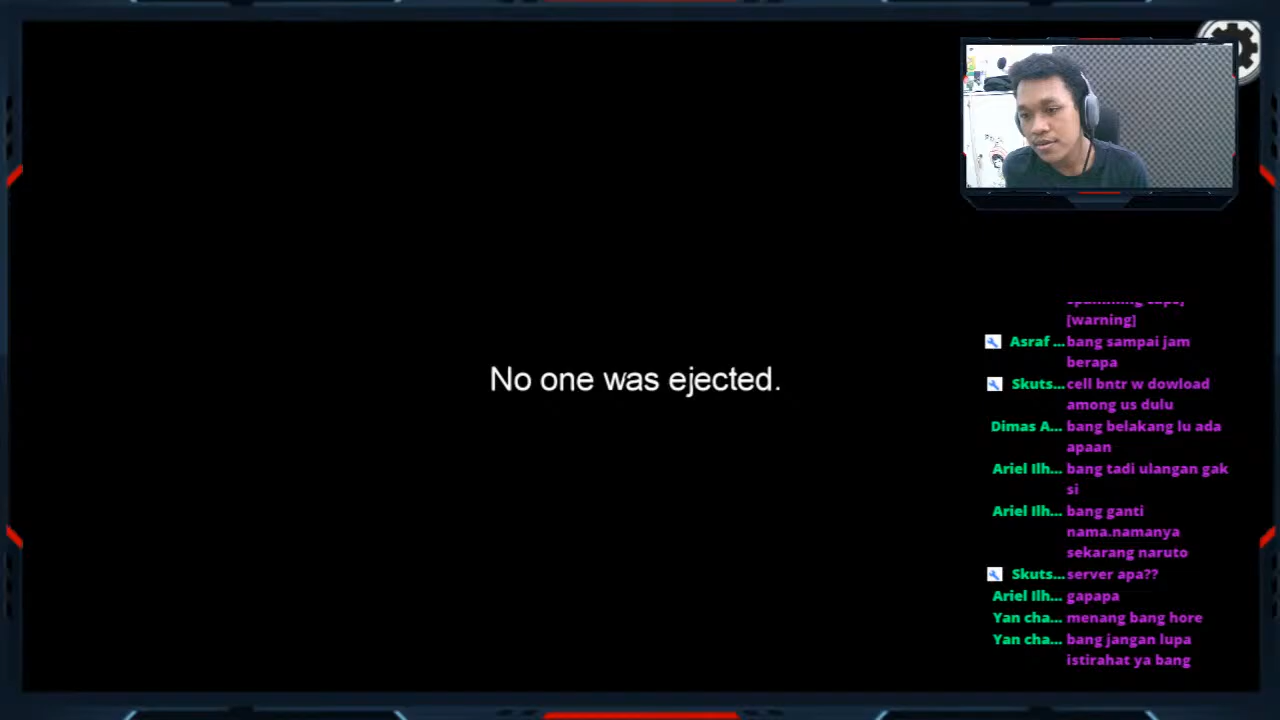 No one was ejected.
[warning]
Asraf ... bang sampai jam
berapa
Skuts... cell bntr w dowload
among us dulu
Dimas A... bang belakang lu ada
apaan
Ariel Ilh... bang tadi ulangan gak
si
Ariel Ilh... bang ganti
nama.namanya
sekarang naruto
Skuts... server apa??
Ariel Ilh... gapapa
Yan cha... menang bang hore
Yan cha... bang jangan lupa
istirahat ya bang